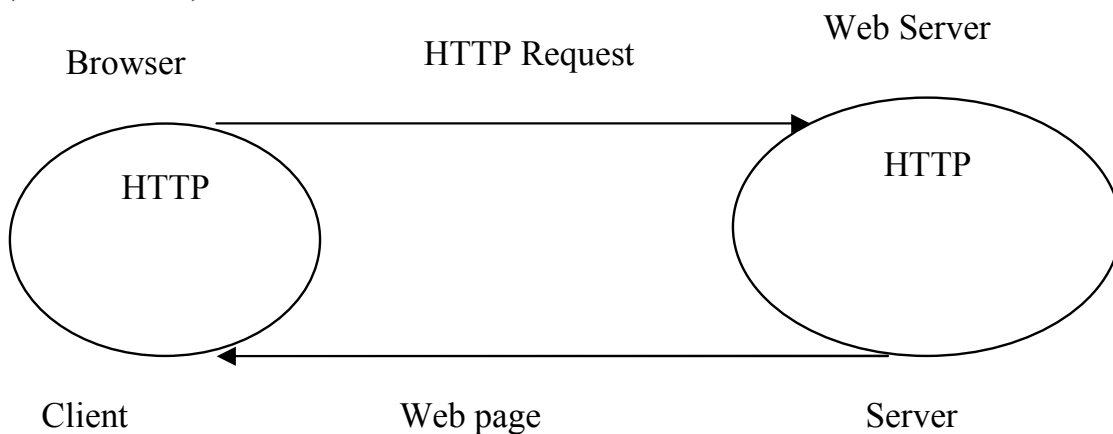 Web Server
Browser HTTP Request
HTTP HTTP
Client Web page Server